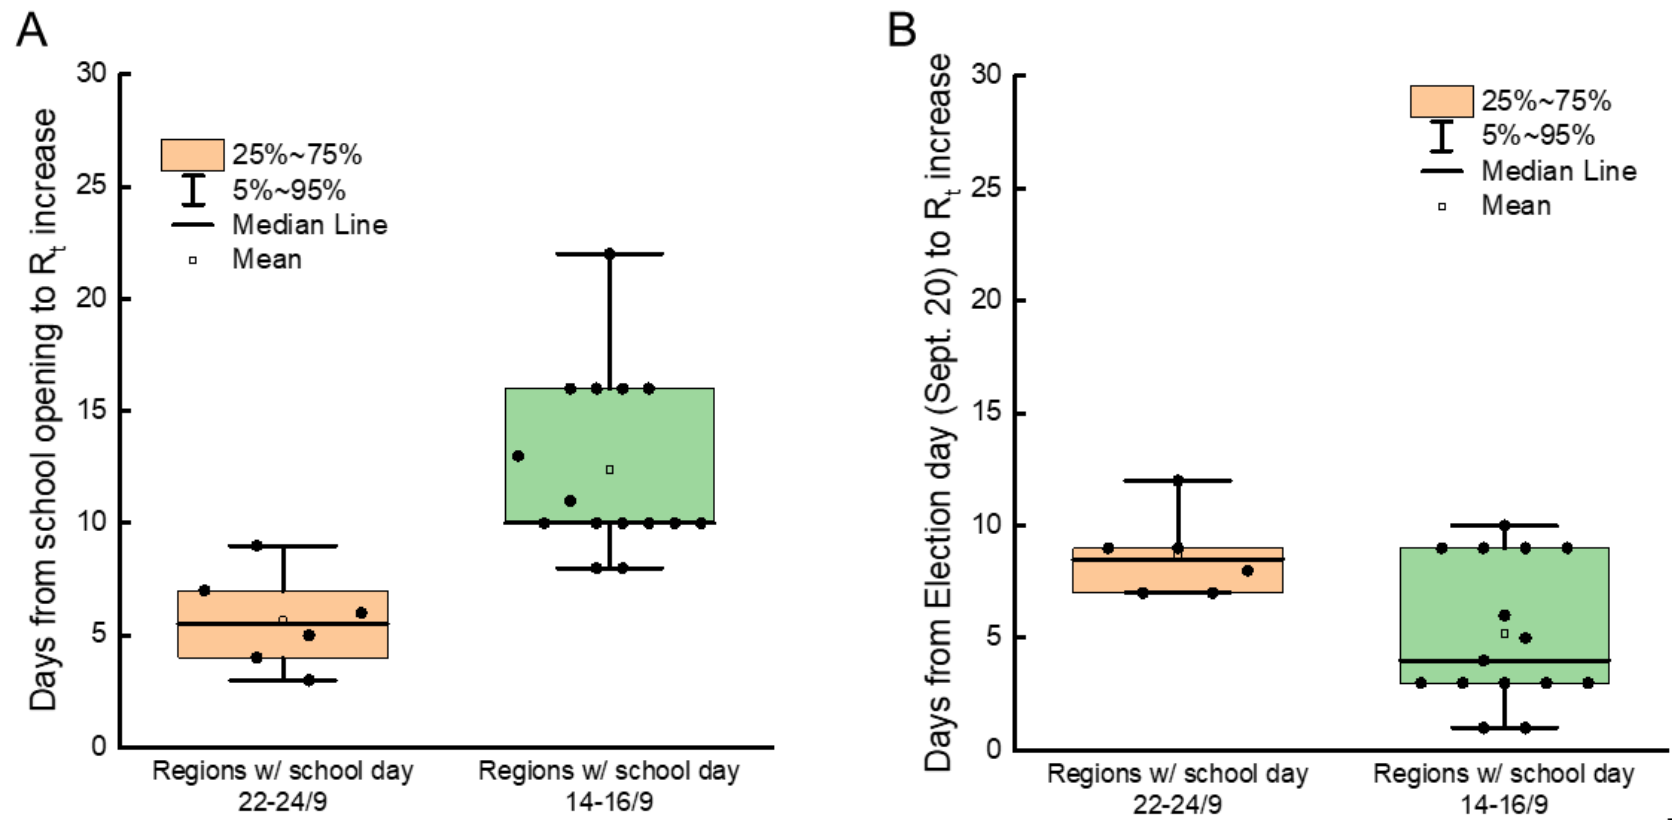 A
Days from school opening to Rt increase
30
25
20
15
10
5
0
25%~75%
5%~95%
Median Line
Mean
Regions w/ school day
22-24/9
Regions w/ school day
14-16/9
B
Days from Election day (Sept. 20) to Rt increase
30
25
20
15
10
5
0
25%~75%
5%~95%
Median Line
Mean
Regions w/ school day
22-24/9
Regions w/ school day
14-16/9